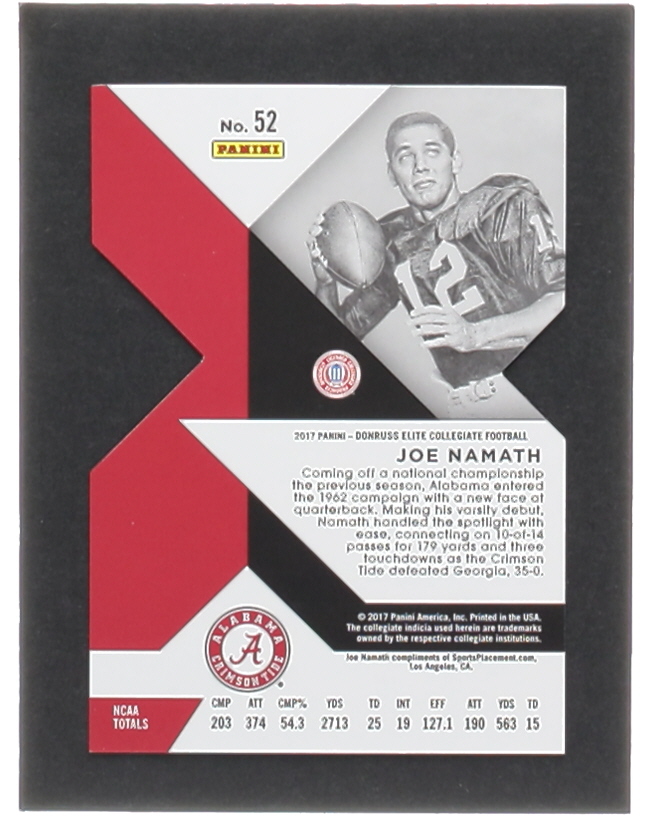 No. 52
PANINI
12
1
2017 PANINI – DONRUSS ELITE COLLEGIATE FOOTBALL
JOE NAMATH
Coming off a national championship
the previous season, Alabama entered
the 1962 campaign with a new face at
quarterback. Making his varsity debut,
Namath handled the spotlight with
ease, connecting on 10-of-14
passes for 179 yards and three
touchdowns as the Crimson
Tide defeated Georgia, 35-0.
© 2017 Panini America, Inc. Printed in the USA.
The collegiate indicia used herein are trademarks
owned by the respective collegiate institutions.
Joe Namath compliments of SportsPlacement.com,
Los Angeles, CA.
ALABAMA
A
CRIMSON TIDE
®
CMP ATT CMP% YDS TD INT EFF ATT YDS TD
NCAA
TOTALS
203 374 54.3 2713 25 19 127.1 190 563 15